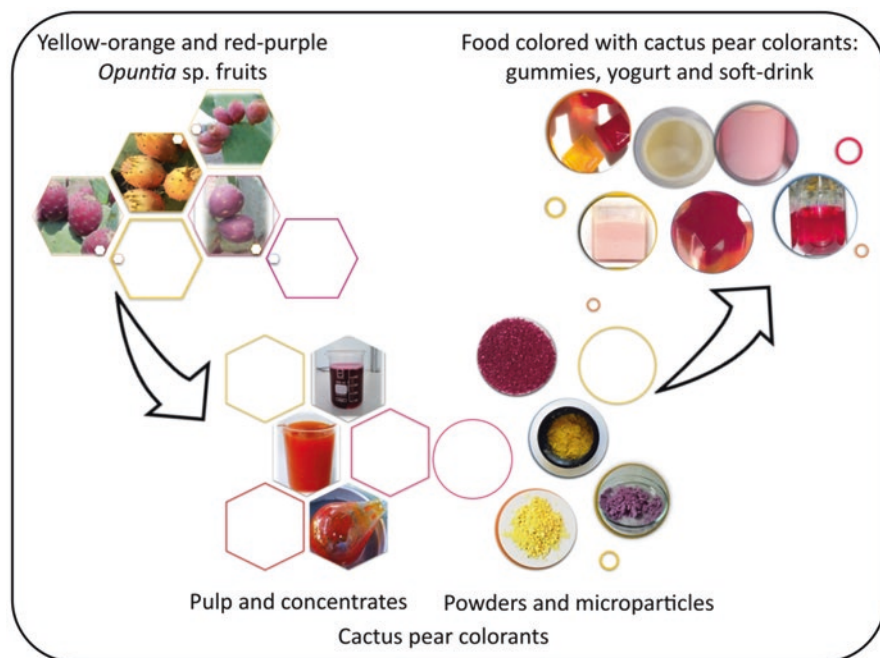 Yellow-orange and red-purple
Opuntia sp. fruits
Food colored with cactus pear colorants:
gummies, yogurt and soft-drink
Pulp and concentrates
Powders and microparticles
Cactus pear colorants